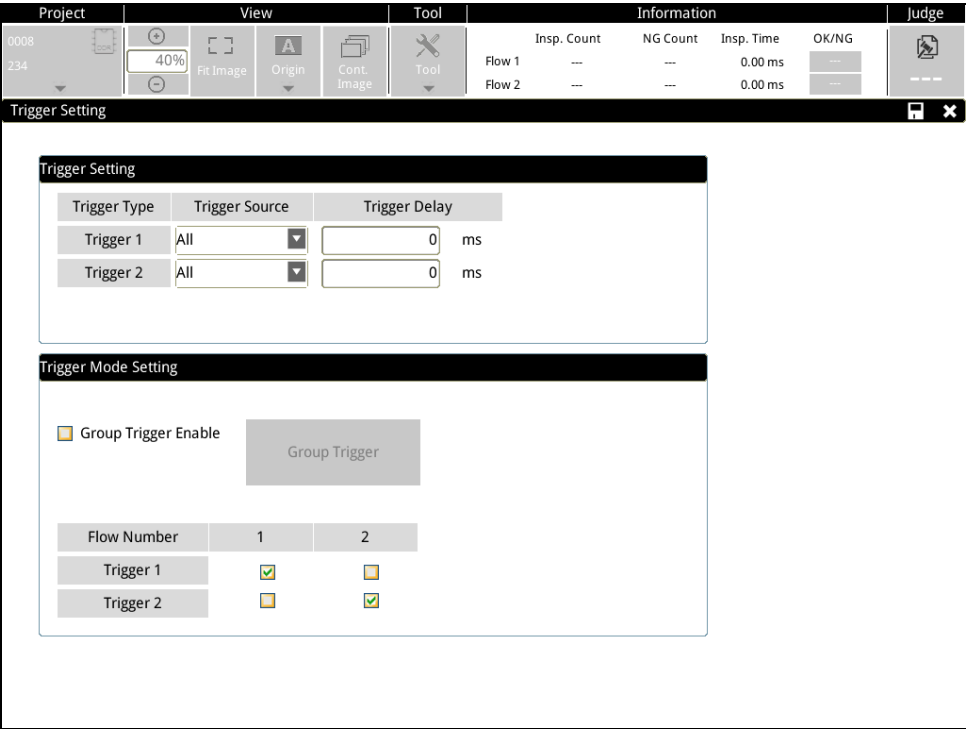 Project View Tool Information Judge
0008
234
40%
Fit Image
A
Origin
Cont.
Image
Tool
Insp. Count NG Count Insp. Time OK/NG
Flow 1 --- --- 0.00 ms ---
Flow 2 --- --- 0.00 ms ---
---
Trigger Setting
Trigger Setting
Trigger Type Trigger Source Trigger Delay
Trigger 1 All 0 ms
Trigger 2 All 0 ms
Trigger Mode Setting
Group Trigger Enable Group Trigger
Flow Number 1 2
Trigger 1
Trigger 2